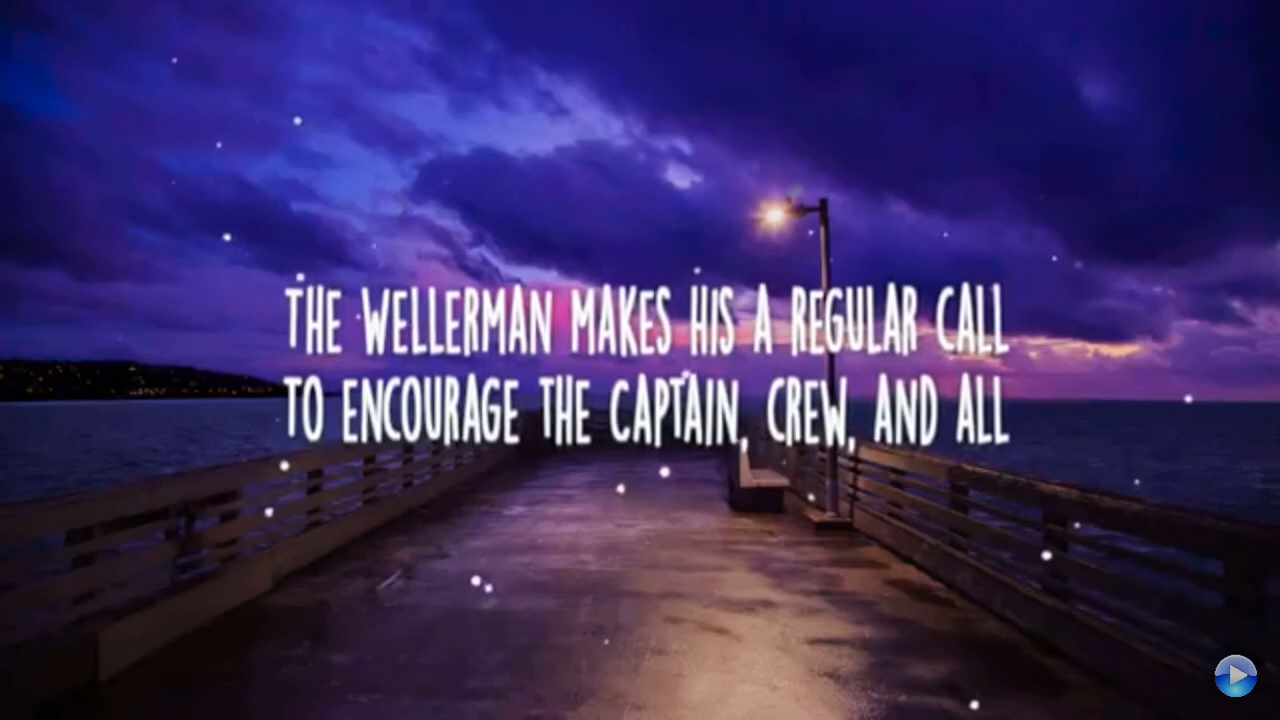 THE WELLERMAN MAKES HIS A REGULAR CALL
TO ENCOURAGE THE CAPTAIN, CREW, AND ALL